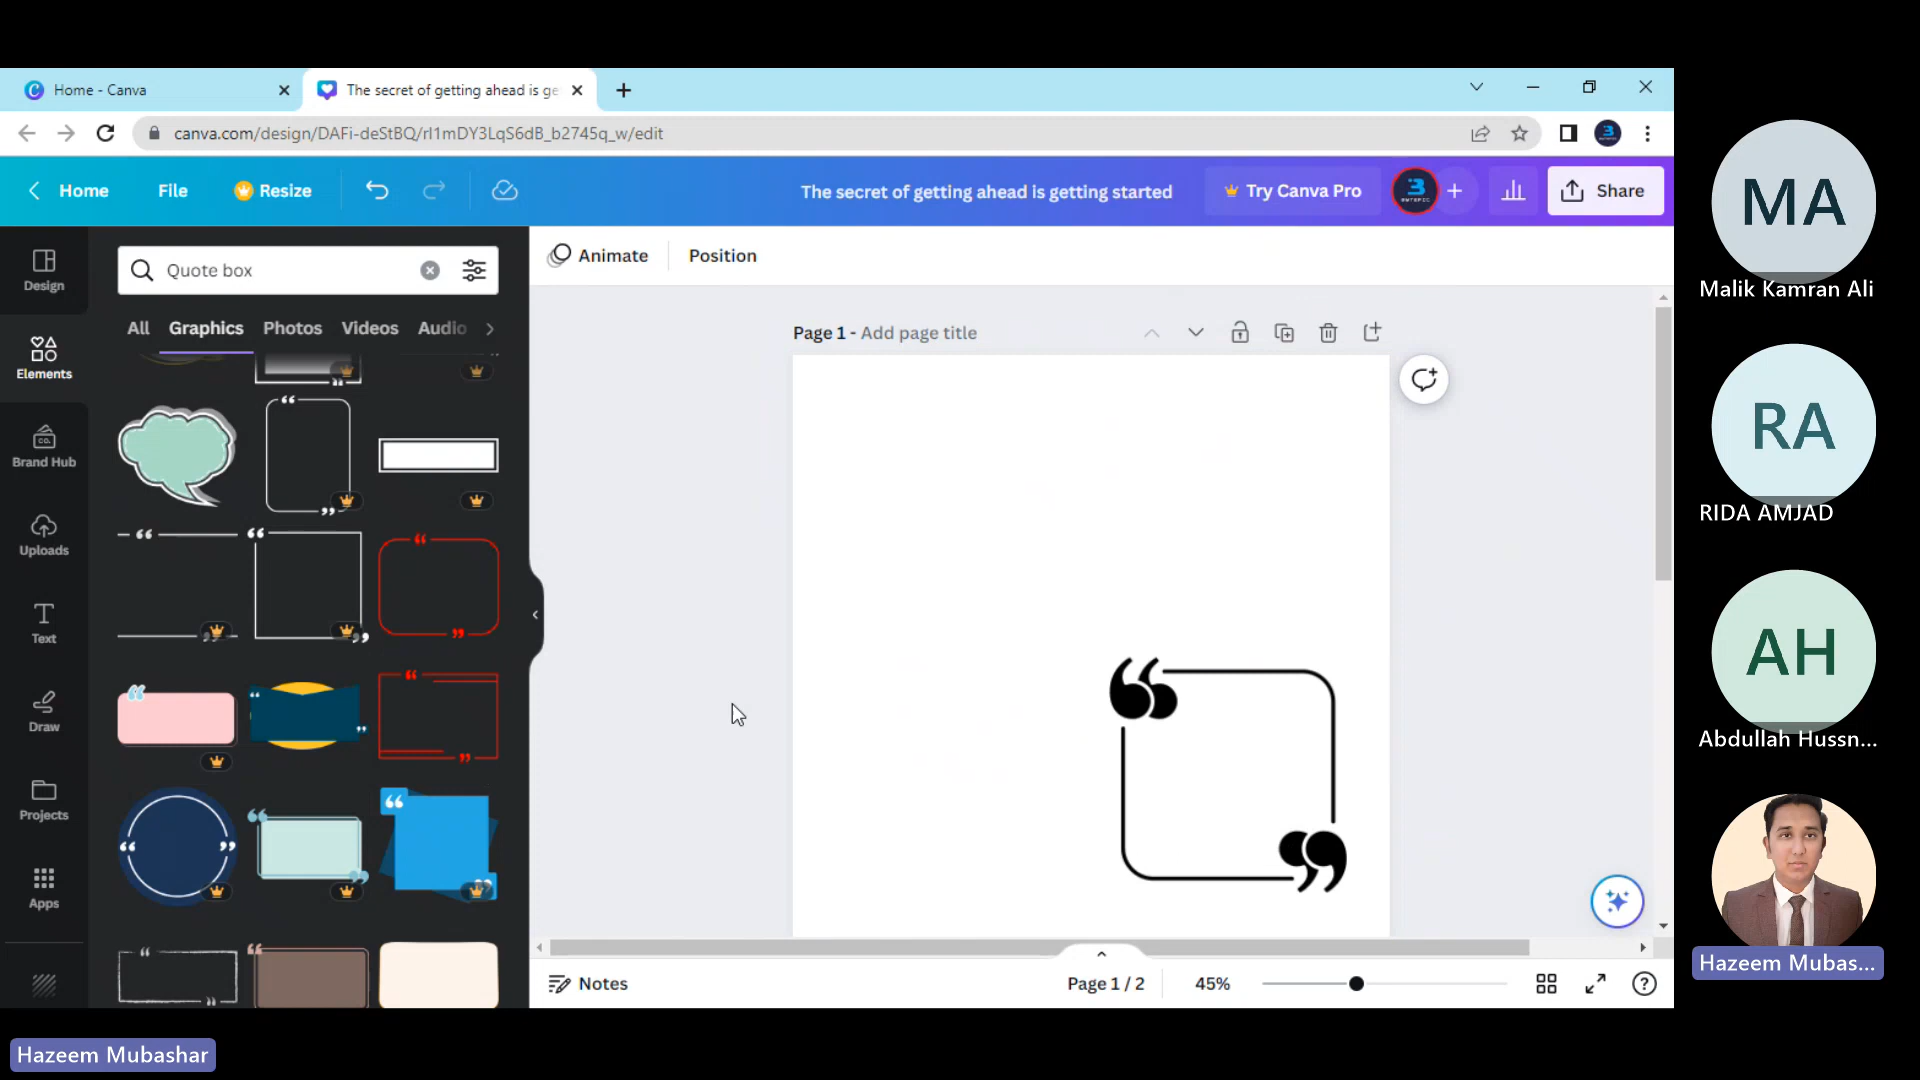 Home - Canva
The secret of getting ahead is ge
canva.com/design/DAFi-deStBQ/rI1mDY3LqS6dB_b2745q_w/edit
Home
File
Resize
The secret of getting ahead is getting started
Try Canva Pro
Share
Design
Elements
Brand Hub
Uploads
Text
Draw
Projects
Apps
Quote box
All Graphics Photos Videos Audio
Animate
Position
Page 1 - Add page title
Notes
Page 1 / 2
45%
MA
Malik Kamran Ali
RA
RIDA AMJAD
AH
Abdullah Hussn...
Hazeem Mubas...
Hazeem Mubashar